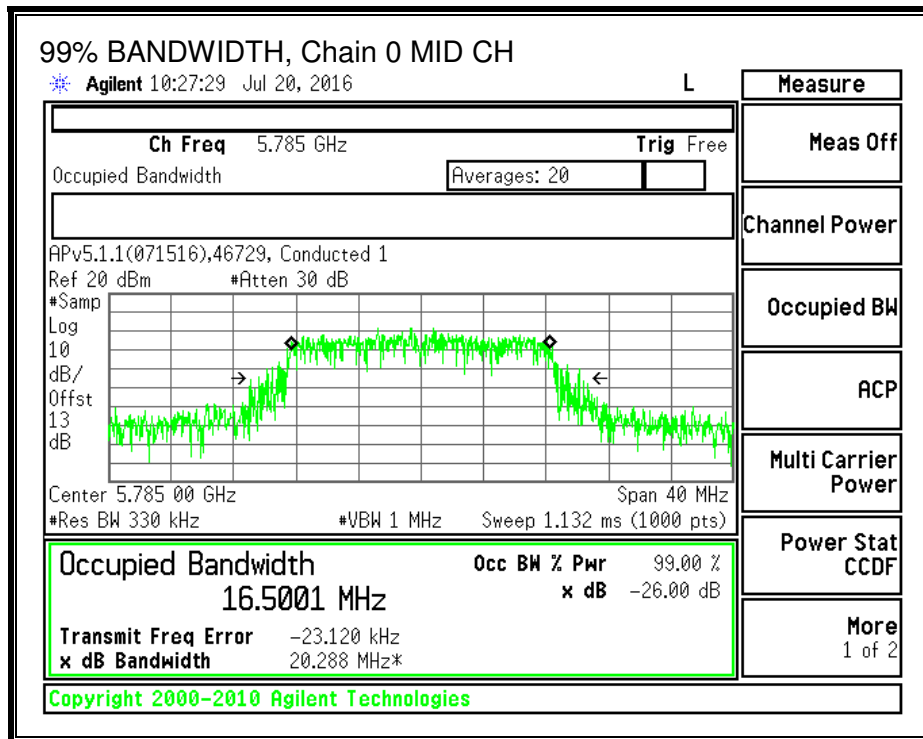 99% BANDWIDTH, Chain 0 MID CH
Agilent 10:27:29 Jul 20, 2016 L
Measure
Ch Freq 5.785 GHz Trig Free
Meas Off
Occupied Bandwidth Averages: 20
Channel Power
APv5.1.1(071516),46729, Conducted 1
Ref 20 dBm #Atten 30 dB
#Samp
Log
10
dB/
Offst
13
dB
Occupied BW
ACP
Center 5.785 00 GHz Span 40 MHz
#Res BW 330 kHz #VBW 1 MHz Sweep 1.132 ms (1000 pts)
Multi Carrier
Power
Occupied Bandwidth Occ BW % Pwr 99.00 %
16.5001 MHz x dB -26.00 dB
Transmit Freq Error -23.120 kHz
x dB Bandwidth 20.288 MHz*
Power Stat
CCDF
More
1 of 2
Copyright 2000-2010 Agilent Technologies